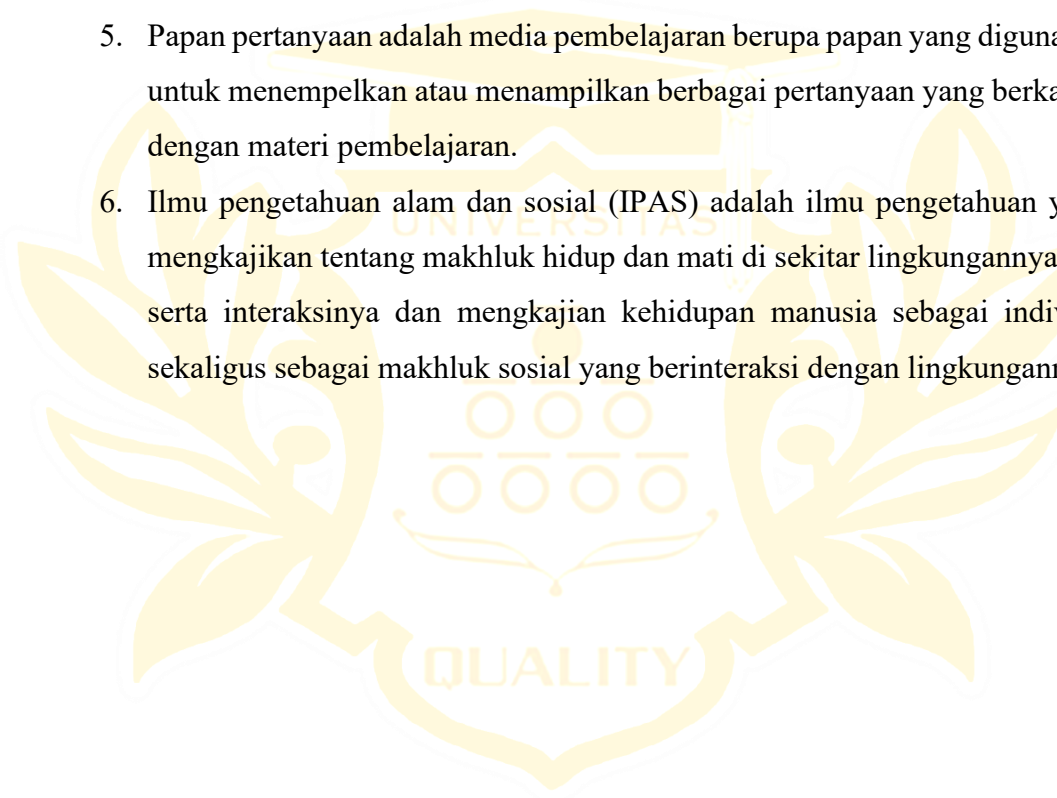 5. Papan pertanyaan adalah media pembelajaran berupa papan yang diguna
untuk menempelkan atau menampilkan berbagai pertanyaan yang berka
dengan materi pembelajaran.
6. Ilmu pengetahuan alam dan sosial (IPAS) adalah ilmu pengetahuan y
UNIVERSITAS
mengkajikan tentang makhluk hidup dan mati di sekitar lingkungannya
serta interaksinya dan mengkajian kehidupan manusia sebagai indiv
sekaligus sebagai makhluk sosial yang berinteraksi dengan lingkungann
QUALITY